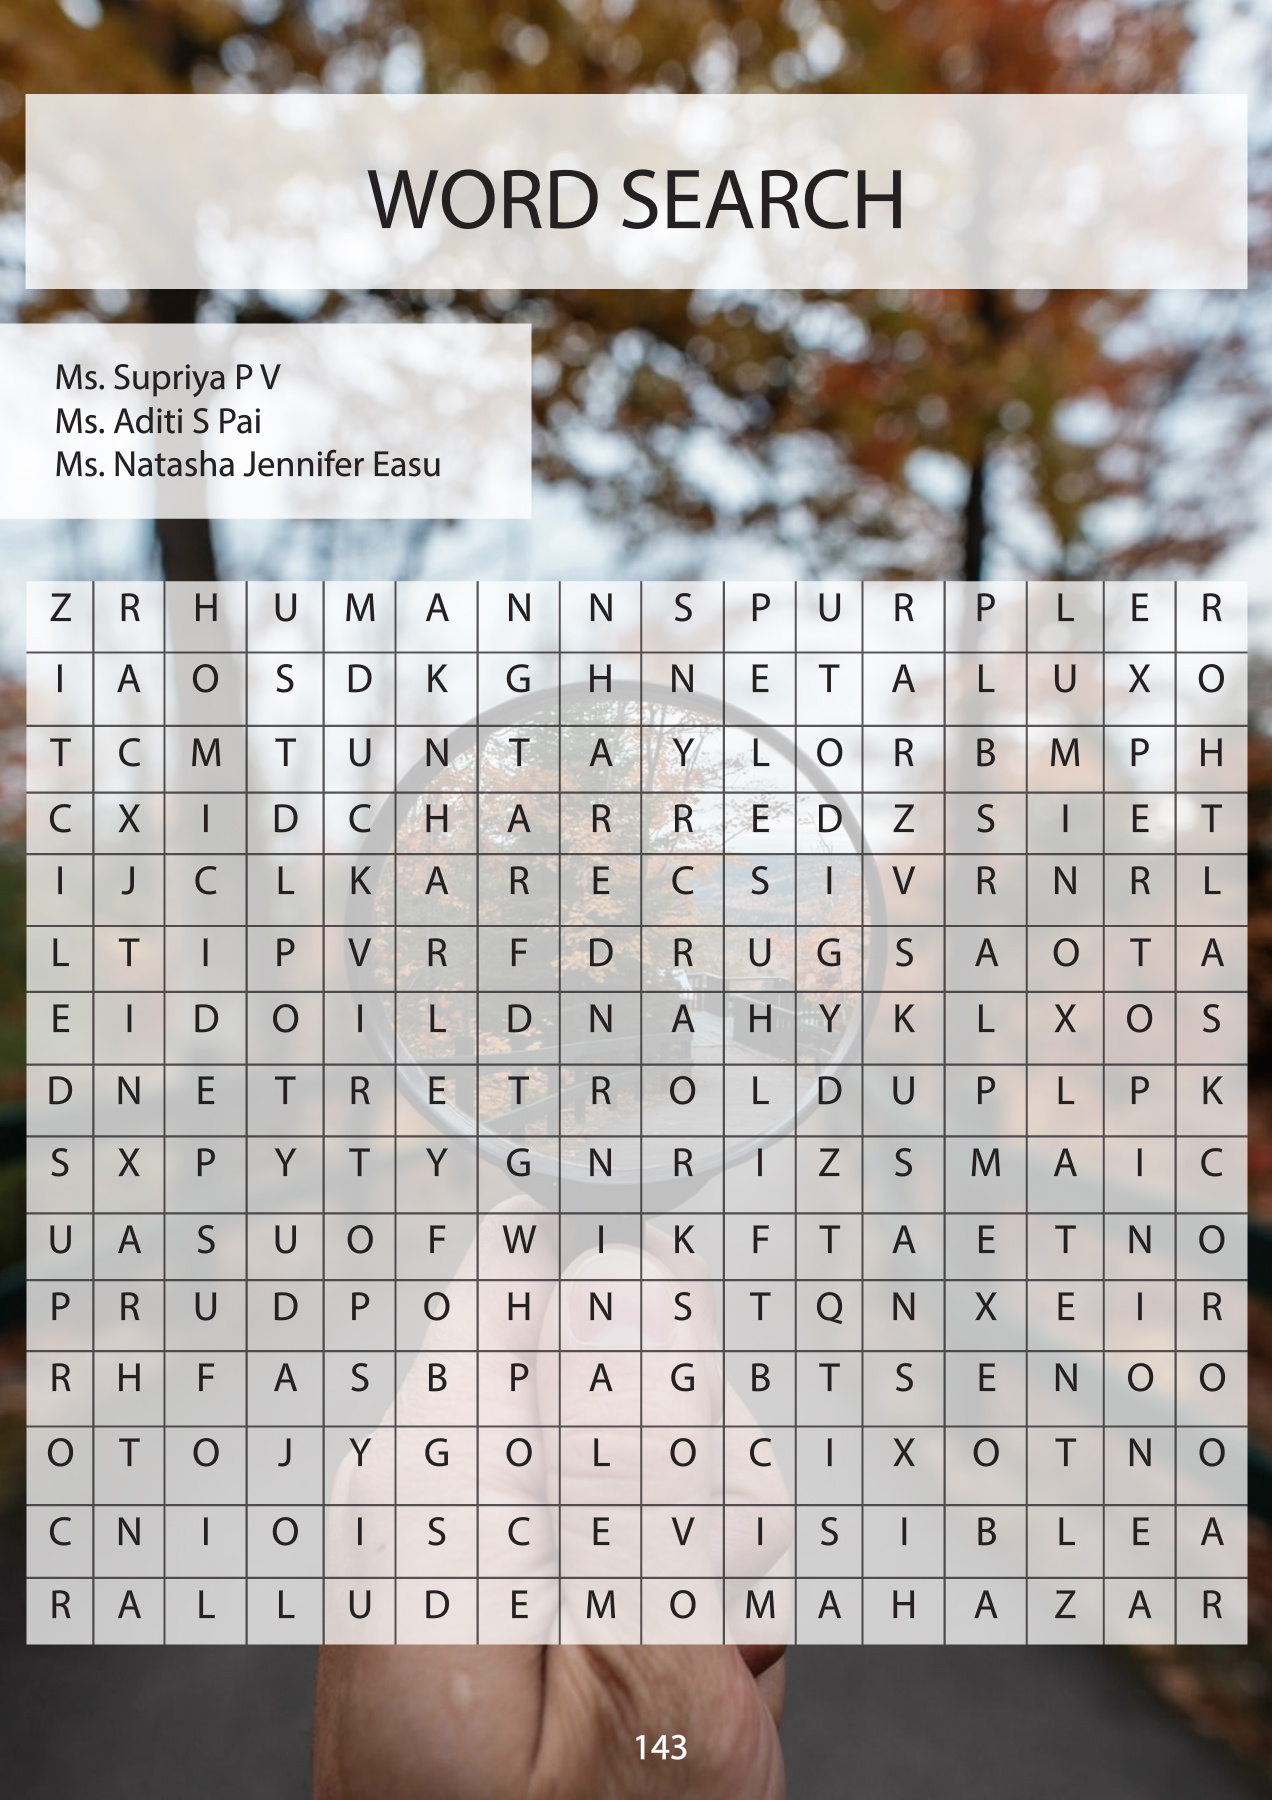 WORD SEARCH
Ms. Supriya P V
Ms. Aditi S Pai
Ms. Natasha Jennifer Easu
Z R H U M A N N S P U R P L E R
I A O S D K G H N E T A L U X O
T C M T U N T A Y L O R B M P H
C X I D C H A R R E D Z S I E T
I J C L K A R E C S I V R N R L
L T I P V R F D R U G S A O T A
E I D O I L D N A H Y K L X O S
D N E T R E T R O L D U P L P K
S X P Y T Y G N R I Z S M A I C
U A S U O F W I K F T A E T N O
P R U D P O H N S T Q N X E I R
R H F A S B P A G B T S E N O O
O T O J Y G O L O C I X O T N O
C N I O I S C E V I S I B L E A
R A L L U D E M O M A H A Z A R
143